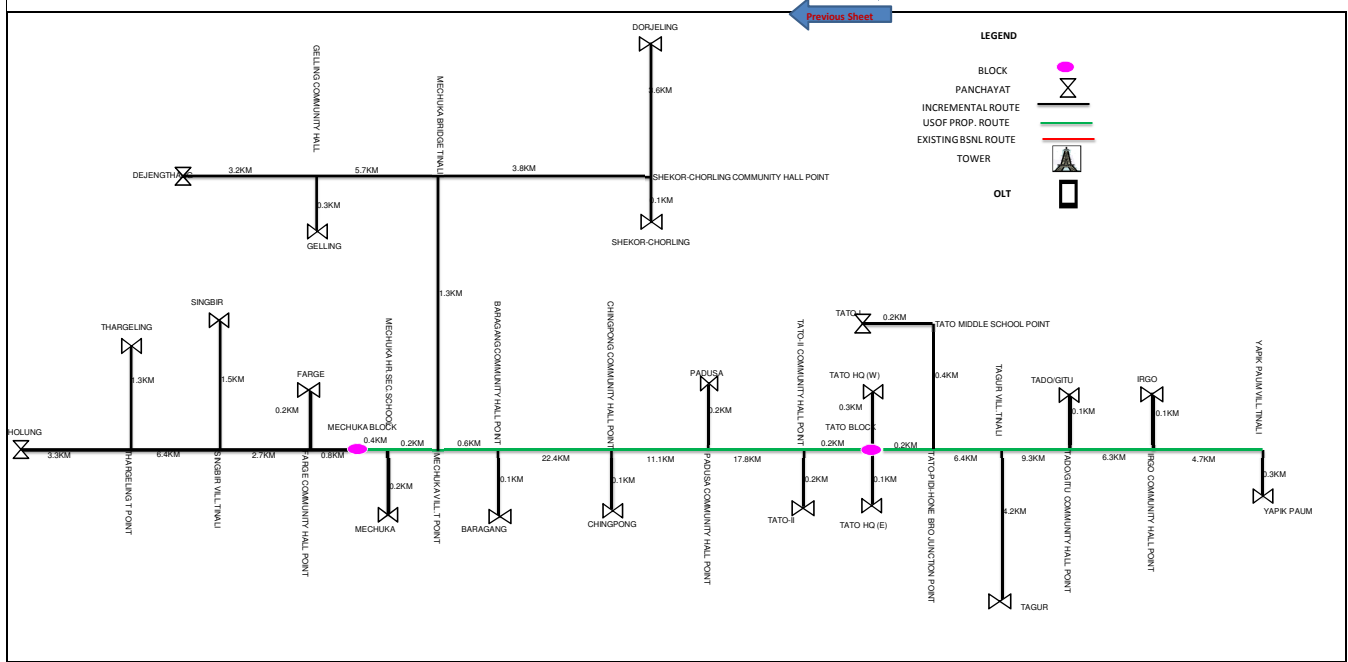 Previous Sheet
DORJELING
LEGEND
BLOCK
PANCHAYAT
INCREMENTAL ROUTE
USOF PROP. ROUTE
EXISTING BSNL ROUTE
TOWER
OLT
GELLING COMMUNITY HALL
MECHUKA BRIDGE TINALI
3.6KM
3.2KM
5.7KM
3.8KM
SHEKOR-CHORLING COMMUNITY HALL POINT
0.3KM
0.1KM
GELLING
SHEKOR-CHORLING
1.3KM
SINGBIR
THARGELING
1.3KM
1.5KM
FARGE
0.2KM
MECHUKA HR.SEC.SCHOOL
BARAGANG COMMUNITY HALL POINT
CHINGPONG COMMUNITY HALL POINT
PADUSA
0.2KM
TATO-II COMMUNITY HALL POINT
0.2KM
TATO MIDDLE SCHOOL POINT
0.4KM
TATO HQ (W)
0.3KM
TAGUR VILL.TINALI
TADO/GITU
0.1KM
IRGO
0.1KM
YAPIK PAUM VILL.TINALI
HOLUNG
MECHUKA BLOCK
TATO BLOCK
3.3KM
6.4KM
2.7KM
0.8KM
0.4KM
0.2KM
0.6KM
22.4KM
11.1KM
17.8KM
0.2KM
0.2KM
6.4KM
9.3KM
6.3KM
4.7KM
THARGELING T POINT
SINGBIR VILL.TINALI
FARGE COMMUNITY HALL POINT
0.2KM
MECHUKA
MECHUKA VILL.T POINT
0.1KM
BARAGANG
0.1KM
CHINGPONG
PADUSA COMMUNITY HALL POINT
0.2KM
TATO-II
0.1KM
TATO HQ (E)
TATO-PIDI-HONE BRO JUNCTION POINT
4.2KM
TAGUR
TADO/GITU COMMUNITY HALL POINT
IRGO COMMUNITY HALL POINT
0.3KM
YAPIK PAUM